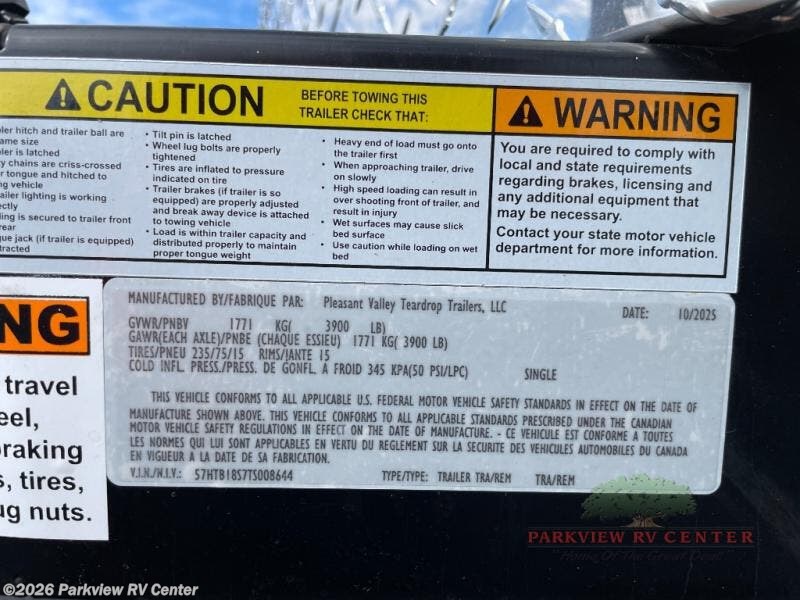 CAUTION
BEFORE TOWING THIS
TRAILER CHECK THAT:
pler hitch and trailer ball are
ame size
pler is latched
ty chains are criss-crossed
r tongue and hitched to
ng vehicle
ailer lighting is working
ectly
ding is secured to trailer front
rear
gue jack (if trailer is equipped)
tracted
• Tilt pin is latched
• Wheel lug bolts are properly
tightened
• Tires are inflated to pressure
indicated on tire
• Trailer brakes (if trailer is so
equipped) are properly adjusted
and break away device is attached
to towing vehicle
• Load is within trailer capacity and
distributed properly to maintain
proper tongue weight
• Heavy end of load must go onto
the trailer first
• When approaching trailer, drive
on slowly
• High speed loading can result in
over shooting front of trailer, and
result in injury
• Wet surfaces may cause slick
bed surface
• Use caution while loading on wet
bed
WARNING
You are required to comply with
local and state requirements
regarding brakes, licensing and
any additional equipment that
may be necessary.
Contact your state motor vehicle
department for more information.
NG
travel
eel,
braking
s, tires,
ug nuts.
MANUFACTURED BY/FABRIQUE PAR: Pleasant Valley Teardrop Trailers, LLC DATE: 10/2025
GVWR/PNBV 1771 KG( 3900 LB)
GAWR(EACH AXLE)/PNBE (CHAQUE ESSIEU) 1771 KG( 3900 LB)
TIRES/PNEU 235/75/15 RIMS/JANTE 15
COLD INFL. PRESS./PRESS. DE GONFL. A FROID 345 KPA(50 PSI/LPC) SINGLE
THIS VEHICLE CONFORMS TO ALL APPLICABLE U.S. FEDERAL MOTOR VEHICLE SAFETY STANDARDS IN EFFECT ON THE DATE OF
MANUFACTURE SHOWN ABOVE. THIS VEHICLE CONFORMS TO ALL APPLICABLE STANDARDS PRESCRIBED UNDER THE CANADIAN
MOTOR VEHICLE SAFETY REGULATIONS IN EFFECT ON THE DATE OF MANUFACTURE. - CE VEHICULE EST CONFORME A TOUTES
LES NORMES QUI LUI SONT APPLICABLES EN VERTU DU REGLEMENT SUR LA SECURITE DES VEHICULES AUTOMOBILES DU CANADA
EN VIGUEUR A LA DATE DE SA FABRICATION.
V.I.N./N.I.V.: 57HTB18S7TS008644 TYPE/TYPE: TRAILER TRA/REM TRA/REM
PARKVIEW RV CENTER
Home Of The Great Deal!
©2026 Parkview RV Center